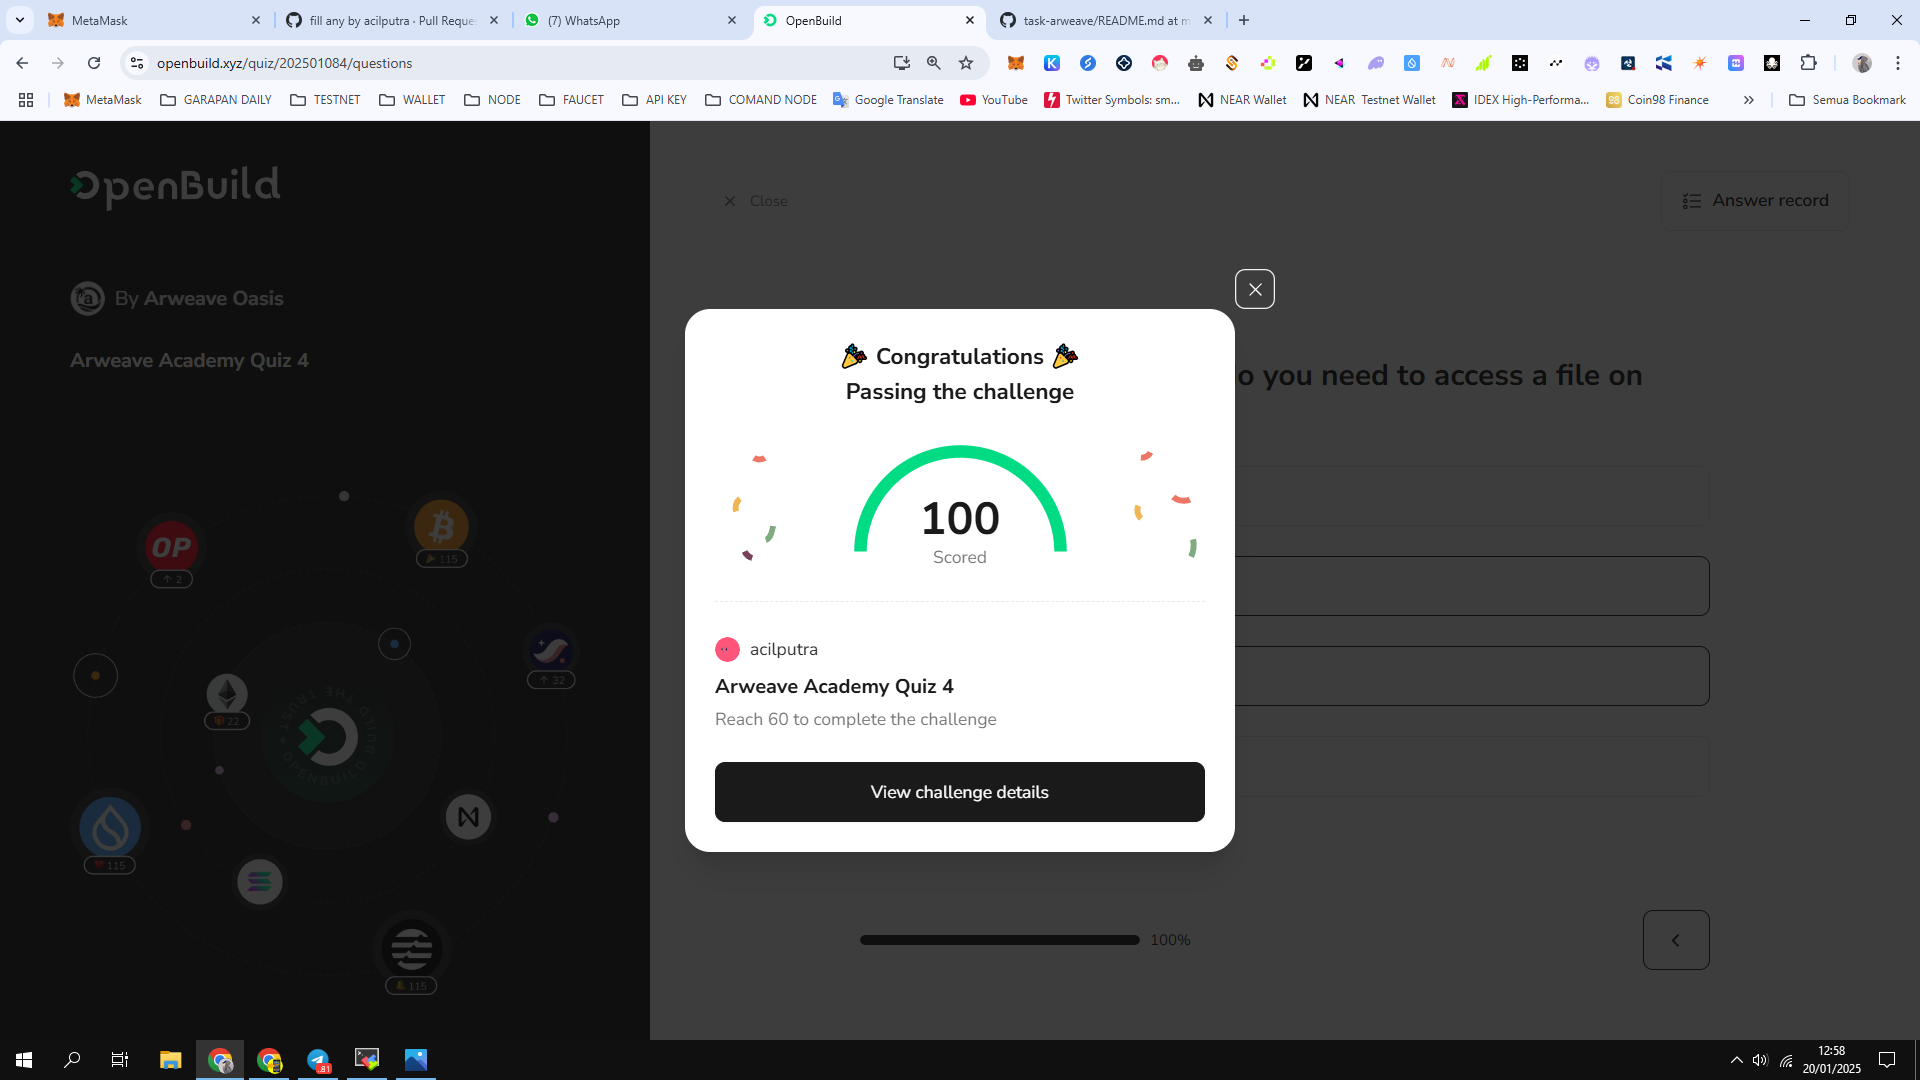 MetaMask
fill any by acilputra · Pull Reque
(7) WhatsApp
OpenBuild
task-arweave/README.md at m
openbuild.xyz/quiz/202501084/questions
MetaMask
GARAPAN DAILY
TESTNET
WALLET
NODE
FAUCET
API KEY
COMAND NODE
Google Translate
YouTube
Twitter Symbols: sm...
NEAR Wallet
NEAR Testnet Wallet
IDEX High-Performa...
Coin98 Finance
Semua Bookmark
OpenBuild
Close
Answer record
By Arweave Oasis
Arweave Academy Quiz 4
o you need to access a file on
Congratulations
Passing the challenge
100
Scored
acilputra
Arweave Academy Quiz 4
Reach 60 to complete the challenge
View challenge details
OP
2
115
32
22
BUILD THE TRUST • OPENBUILD
115
115
100%
81
12:58
20/01/2025